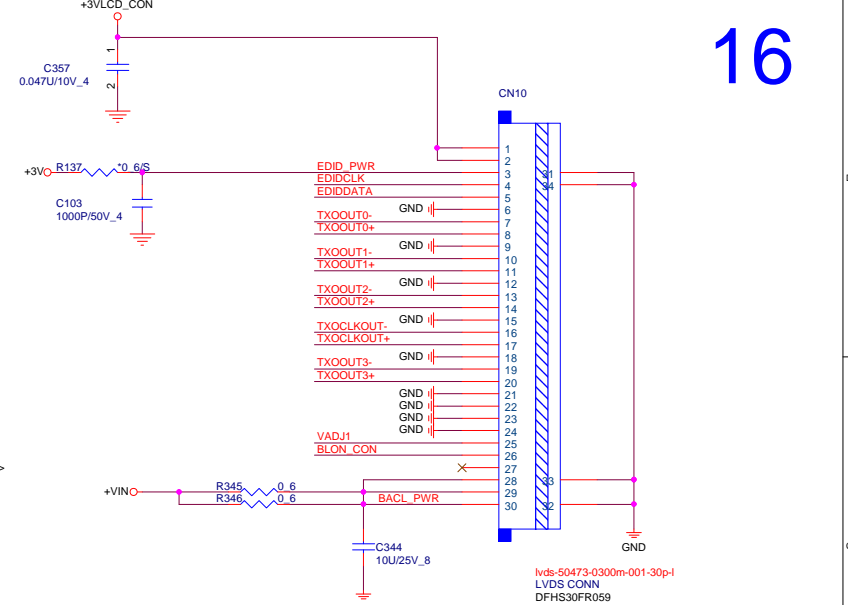 +3VLCD_CON
16
1
C357
0.047U/10V_4
2
CN10
1
2
+3V R137 *0_6/S EDID_PWR 3 31
EDIDCLK 4 34
EDIDDATA 5
C103
1000P/50V_4
GND 6
TXOOUT0- 7
TXOOUT0+ 8
GND 9
TXOOUT1- 10
TXOOUT1+ 11
GND 12
TXOOUT2- 13
TXOOUT2+ 14
GND 15
TXOCLKOUT- 16
TXOCLKOUT+ 17
GND 18
TXOOUT3- 19
TXOOUT3+ 20
GND 21
GND 22
GND 23
GND 24
VADJ1 25
BLON_CON 26
27
28 33
+VIN R345 0_6 29
R346 0_6 BACL_PWR 30 32
C344
10U/25V_8
GND
lvds-50473-0300m-001-30p-l
LVDS CONN
DFHS30FR059